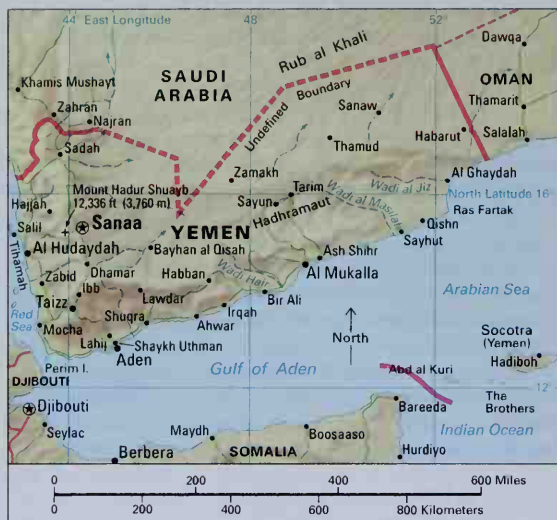 44
East Longitude
48
52
Dawqa
Rub al Khali
Khamis Mushayt
SAUDI
ARABIA
OMAN
Zahran
Najran
Undefined Boundary
Sanaw
Thamarit
Sadah
Thamud
Habarut
Salalah
Zamakh
Al Ghaydah
Mount Hadur Shuayb
12,336 ft (3,760 m)
Tarim
Wadi al Jiz
North Latitude 16
Hajjah
Sayun
Hadhramaut
Wadi al Masilah
Ras Fartak
Salil
Sanaa
YEMEN
Qishn
Sayhut
Tihamah
Al Hudaydah
Bayhan al Qisab
Ash Shihr
Dhamar
Habban
Wadi Hajr
Al Mukalla
Zabid
Ibb
Arabian Sea
Taizz
Lawdar
Bir Ali
Red
Sea
Shuqra
Irqah
Mocha
Ahwar
North
Socotra
(Yemen)
Lahij
Shaykh Uthman
Hadiboh
Aden
Perim I.
Gulf of Aden
Abd al Kuri
DJIBOUTI
12
The
Brothers
Djibouti
Bareeda
Seylac
Maydh
Boosaaso
Indian Ocean
Berbera
SOMALIA
Hurdiyo
0 200 400 600 Miles
0 200 400 600 800 Kilometers